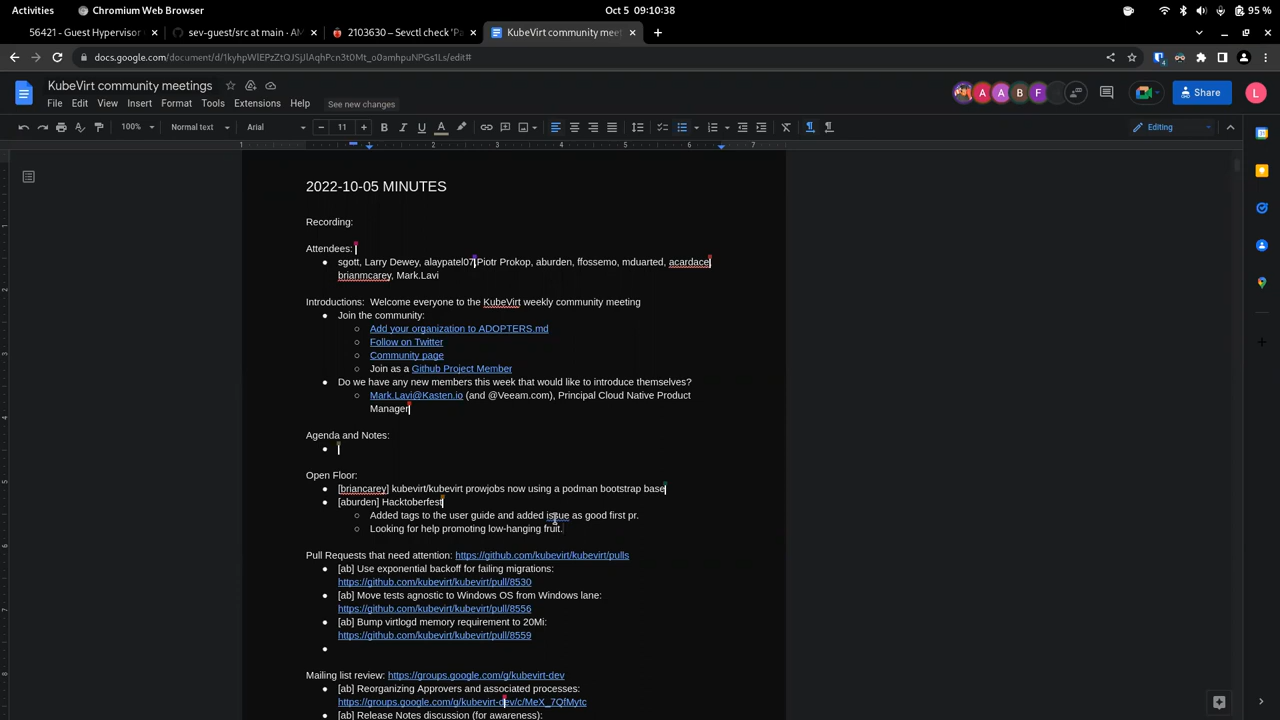 Activities
Chromium Web Browser
Oct 5 09:10:38
95 %
56421 - Guest Hypervisor
sev-guest/src at main · AM
2103630 – Sevctl check 'Pa
KubeVirt community meet
docs.google.com/document/d/
KubeVirt community meetings
File Edit View Insert Format Tools Extensions Help
See new changes
A A B F
Share
L
100%
Normal text
Arial
11
Editing
1 2 3 4 5 6 7
2022-10-05 MINUTES
Recording:
Attendees:
sgott, Larry Dewey, alaypatel07 Piotr Prokop, aburden, ffossemo, mduarted, acardace
brianmcarey, Mark.Lavi
Introductions: Welcome everyone to the KubeVirt weekly community meeting
Join the community:
Add your organization to ADOPTERS.md
Follow on Twitter
Community page
Join as a Github Project Member
Do we have any new members this week that would like to introduce themselves?
Mark.Lavi@Kasten.io (and @Veeam.com), Principal Cloud Native Product
Manager
Agenda and Notes:
Open Floor:
[briancarey] kubevirt/kubevirt prowjobs now using a podman bootstrap base
[aburden] Hacktoberfest
Added tags to the user guide and added issue as good first pr.
Looking for help promoting low-hanging fruit.
Pull Requests that need attention: https://github.com/kubevirt/kubevirt/pulls
[ab] Use exponential backoff for failing migrations:
https://github.com/kubevirt/kubevirt/pull/8530
[ab] Move tests agnostic to Windows OS from Windows lane:
https://github.com/kubevirt/kubevirt/pull/8556
[ab] Bump virtlogd memory requirement to 20Mi:
https://github.com/kubevirt/kubevirt/pull/8559
Mailing list review: https://groups.google.com/g/kubevirt-dev
[ab] Reorganizing Approvers and associated processes:
https://groups.google.com/g/kubevirt-dev/c/MeX_7QfMytc
[ab] Release Notes discussion (for awareness):